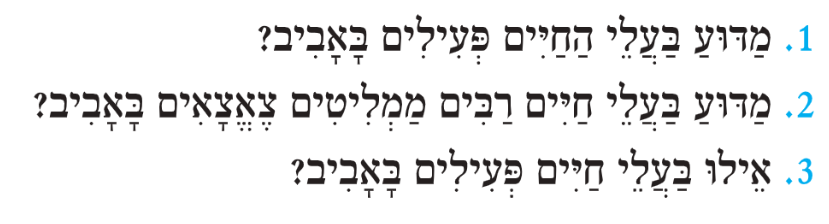 1. מַדּוּעַ בַּעֲלֵי הַחַיִּים פְּעִילִים בָּאָבִיב?
2. מַדּוּעַ בַּעֲלֵי חַיִּים רַבִּים מַמְלִיטִים צֶאֱצָאִים בָּאָבִיב?
3. אֵילוּ בַּעֲלֵי חַיִּים פְּעִילִים בָּאָבִיב?